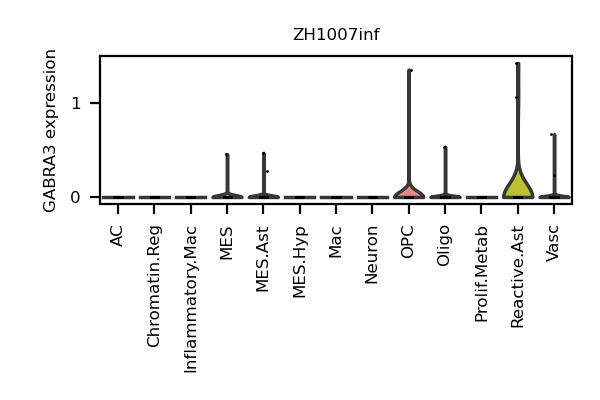 ZH1007inf
GABRA3 expression
1
0
AC
Chromatin.Reg
Inflammatory.Mac
MES
MES.Ast
MES.Hyp
Mac
Neuron
OPC
Oligo
Prolif.Metab
Reactive.Ast
Vasc